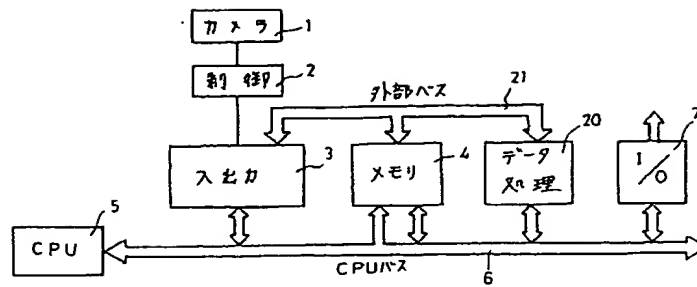 カメラ 1
制御 2
外部バス 21
入出力 3
メモリ 4
データ
処理 20
I/O 7
CPU 5
CPUバス 6